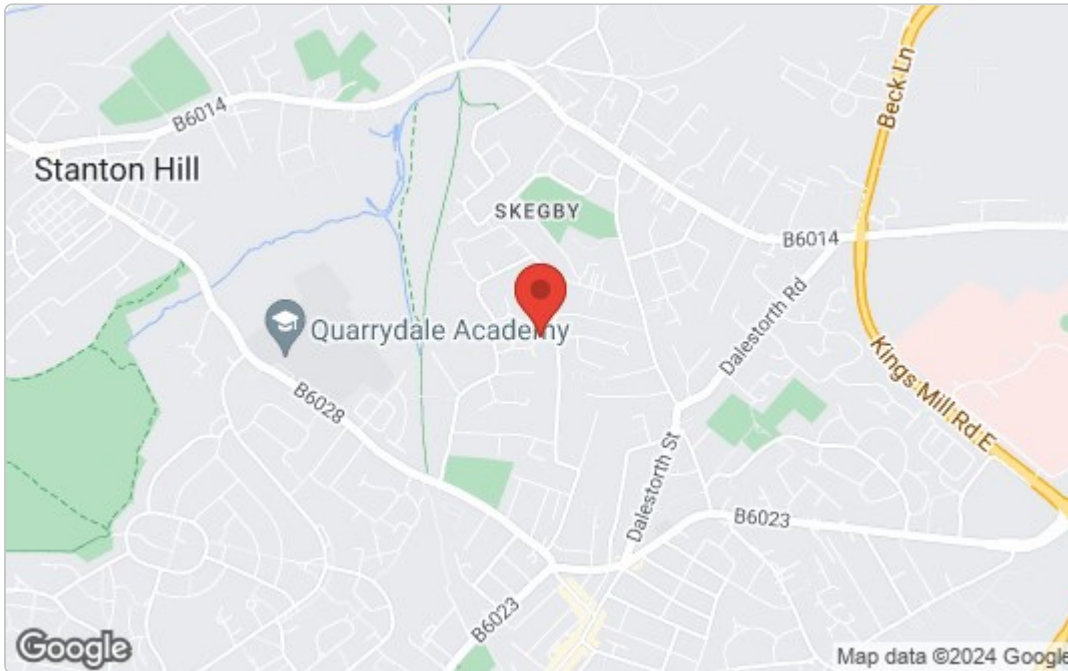 Beck Ln
B6014
Stanton Hill
SKEGBY
B6014
Dalestorth Rd
Quarrydale Academy
Kings Mill Rd E
B6028
Dalestorth St
B6023
B6023
Google
Map data ©2024 Google